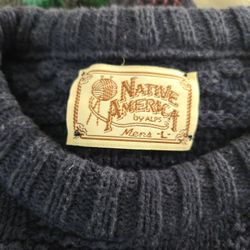 NATIVE
AMERICA
by ALPS
Mens -L-